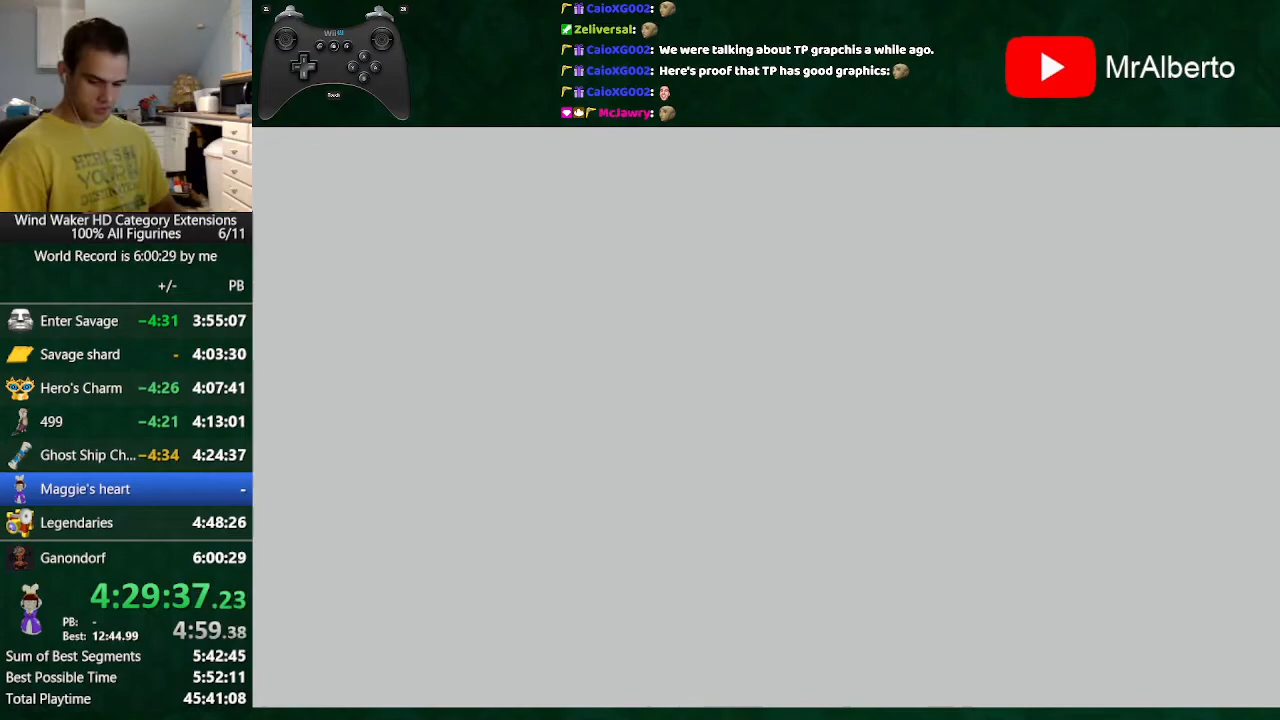 CaioXG002:
Zeliversal:
CaioXG002: We were talking about TP grapchis a while ago.
CaioXG002: Here's proof that TP has good graphics:
CaioXG002:
McJawry:
MrAlberto
Wii U
Wind Waker HD Category Extensions
100% All Figurines 6/11
World Record is 6:00:29 by me
+/- PB
Enter Savage −4:31 3:55:07
Savage shard - 4:03:30
Hero's Charm −4:26 4:07:41
499 −4:21 4:13:01
Ghost Ship Ch... −4:34 4:24:37
Maggie's heart -
Legendaries 4:48:26
Ganondorf 6:00:29
4:29:37.23
PB: -
Best: 12:44.99 4:59.38
Sum of Best Segments 5:42:45
Best Possible Time 5:52:11
Total Playtime 45:41:08